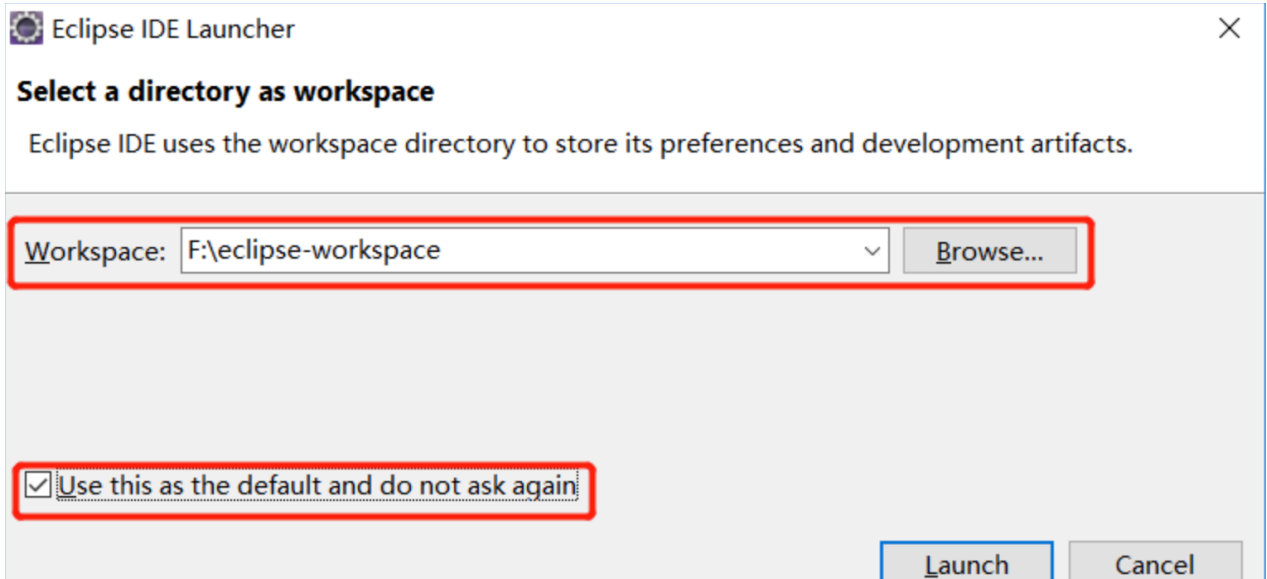 Eclipse IDE Launcher
Select a directory as workspace
Eclipse IDE uses the workspace directory to store its preferences and development artifacts.
Workspace: F:\eclipse-workspace Browse...
Use this as the default and do not ask again
Launch Cancel